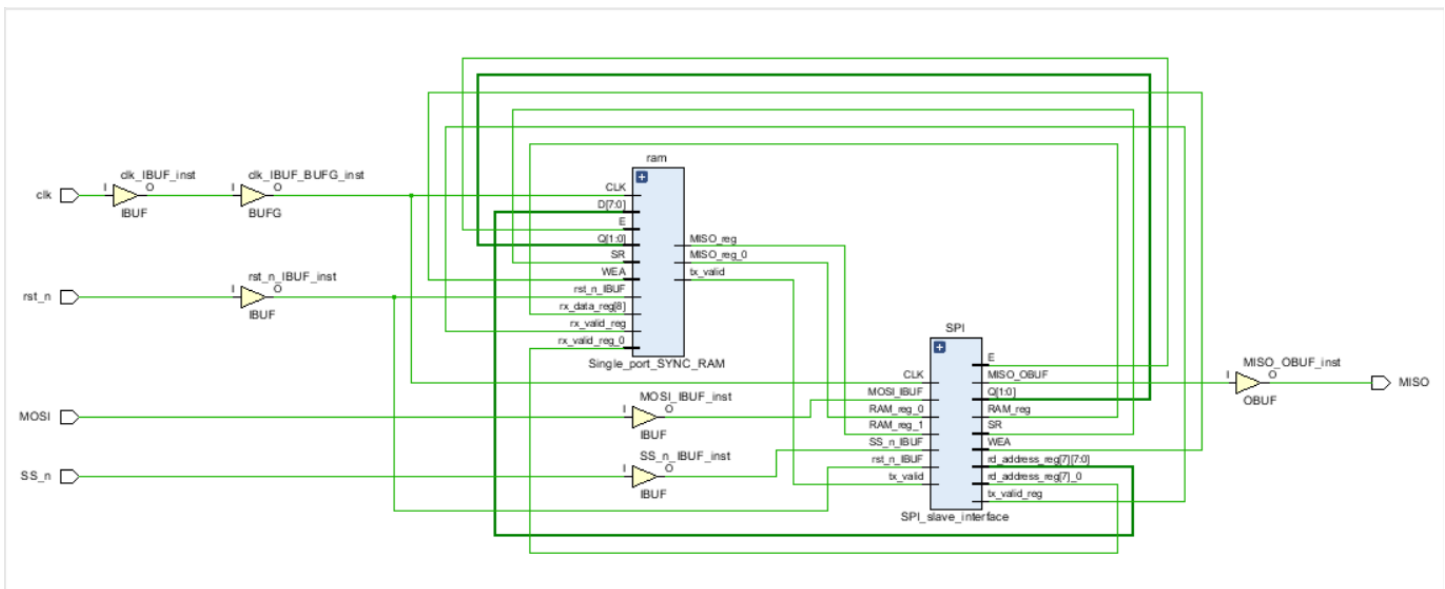 clk
I
clk_IBUF_inst
O
IBUF
I
clk_IBUF_BUFG_inst
O
BUFG
rst_n
I
rst_n_IBUF_inst
O
IBUF
MOSI
I
MOSI_IBUF_inst
O
IBUF
SS_n
I
SS_n_IBUF_inst
O
IBUF
ram
CLK
D[7:0]
E
Q[1:0]
SR
WEA
rst_n_IBUF
rx_data_reg[8]
rx_valid_reg
rx_valid_reg_0
MISO_reg
MISO_reg_0
tx_valid
Single_port_SYNC_RAM
SPI
CLK
MOSI_IBUF
RAM_reg_0
RAM_reg_1
SS_n_IBUF
rst_n_IBUF
tx_valid
E
MISO_OBUF
Q[1:0]
RAM_reg
SR
WEA
rd_address_reg[7][7:0]
rd_address_reg[7]_0
tx_valid_reg
SPI_slave_interface
I
MISO_OBUF_inst
O
OBUF
MISO